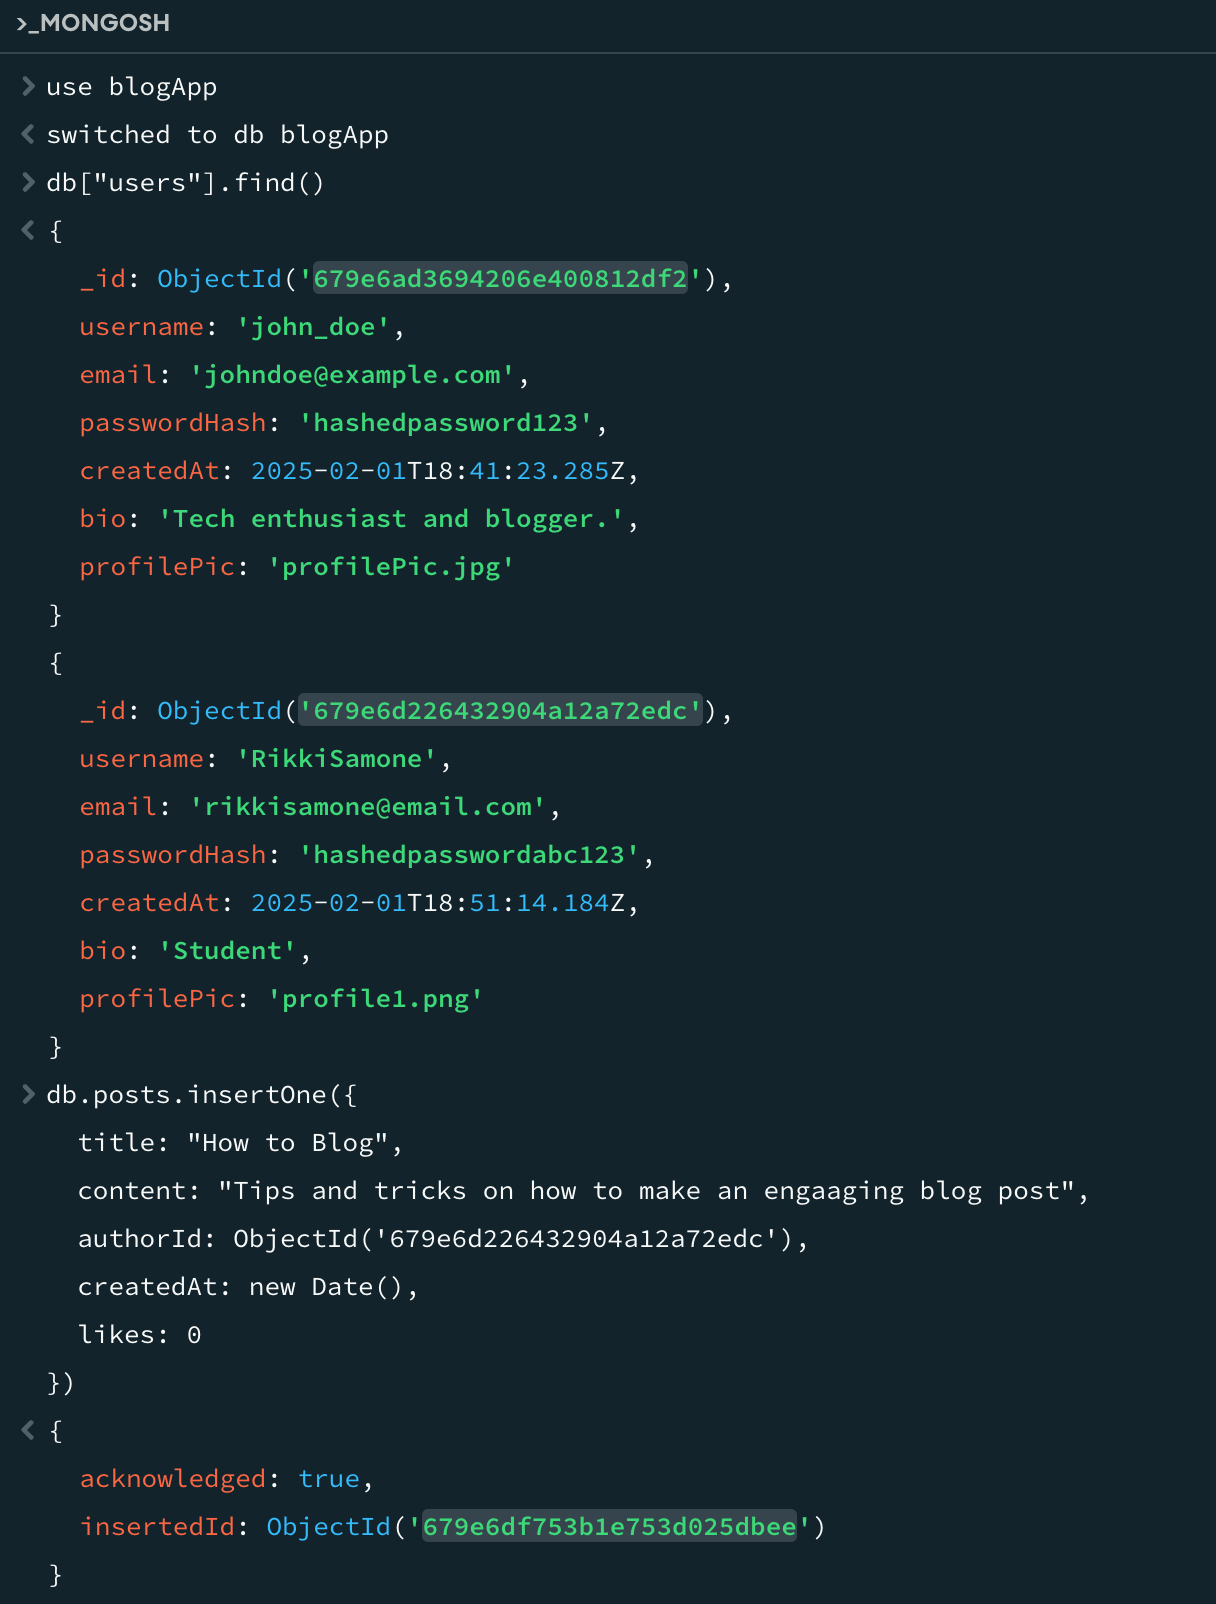 >_MONGOSH
> use blogApp
< switched to db blogApp
> db["users"].find()
< {
_id: ObjectId('679e6ad3694206e400812df2'),
username: 'john_doe',
email: 'johndoe@example.com',
passwordHash: 'hashedpassword123',
createdAt: 2025-02-01T18:41:23.285Z,
bio: 'Tech enthusiast and blogger.',
profilePic: 'profilePic.jpg'
}
{
_id: ObjectId('679e6d226432904a12a72edc'),
username: 'RikkiSamone',
email: 'rikkisamone@email.com',
passwordHash: 'hashedpasswordabc123',
createdAt: 2025-02-01T18:51:14.184Z,
bio: 'Student',
profilePic: 'profile1.png'
}
> db.posts.insertOne({
title: "How to Blog",
content: "Tips and tricks on how to make an engaaging blog post",
authorId: ObjectId('679e6d226432904a12a72edc'),
createdAt: new Date(),
likes: 0
})
< {
acknowledged: true,
insertedId: ObjectId('679e6df753b1e753d025dbee')
}